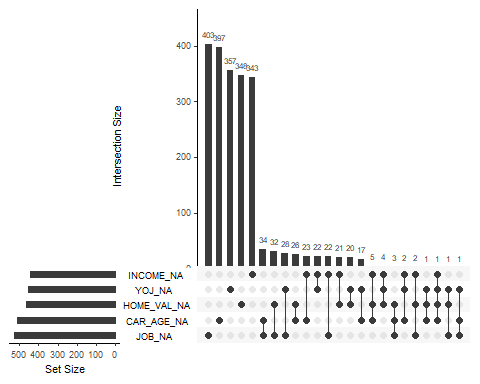 403 397 357 348 343 34 32 28 26 23 22 22 21 20 17 5 4 3 2 2 1 1 1 1
400
300
200
100
0
Intersection Size
INCOME_NA
YOJ_NA
HOME_VAL_NA
CAR_AGE_NA
JOB_NA
500 400 300 200 100 0
Set Size